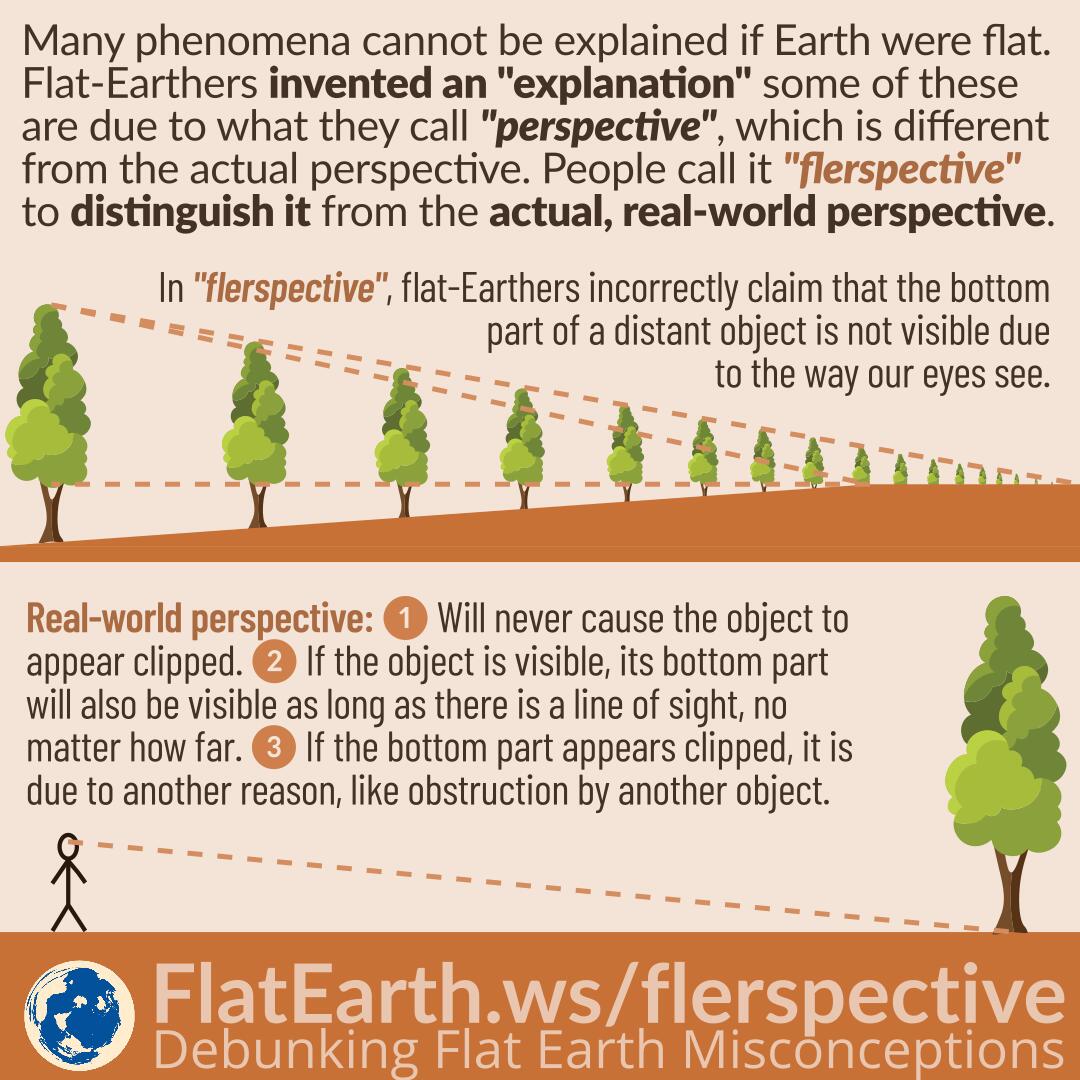 Many phenomena cannot be explained if Earth were flat.
Flat-Earthers invented an "explanation" some of these
are due to what they call "perspective", which is different
from the actual perspective. People call it "flerspective"
to distinguish it from the actual, real-world perspective.
In "flerspective", flat-Earthers incorrectly claim that the bottom
part of a distant object is not visible due
to the way our eyes see.
Real-world perspective: 1 Will never cause the object to
appear clipped. 2 If the object is visible, its bottom part
will also be visible as long as there is a line of sight, no
matter how far. 3 If the bottom part appears clipped, it is
due to another reason, like obstruction by another object.
FlatEarth.ws/flerspective
Debunking Flat Earth Misconceptions